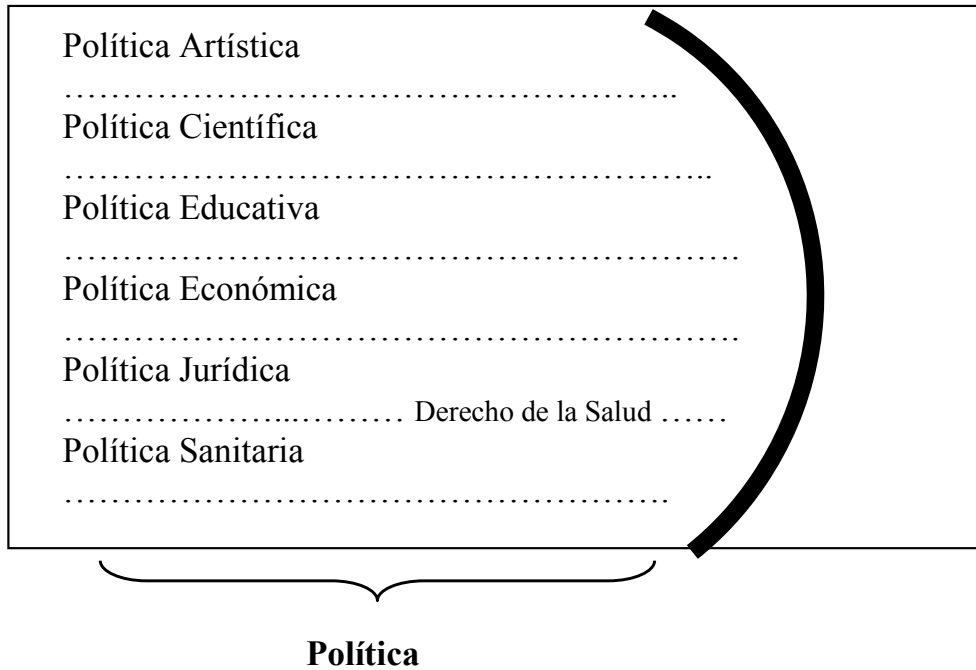 Política Artística
……………………………………………………..
Política Científica
………………………………………………………..
Política Educativa
………………………………………………………….
Política Económica
………………………………………………………….
Política Jurídica
…………………...……… Derecho de la Salud ……
Política Sanitaria
…………………………………………………….
Política